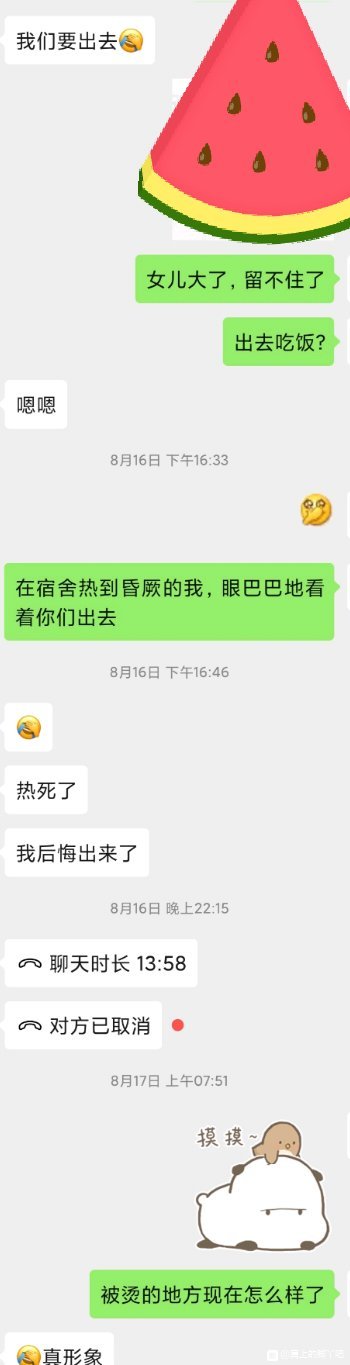 我们要出去
女儿大了，留不住了
出去吃饭?
嗯嗯
8月16日 下午16:33
在宿舍热到昏厥的我，眼巴巴地看
着你们出去
8月16日 下午16:46
热死了
我后悔出来了
8月16日 晚上22:15
聊天时长 13:58
对方已取消
8月17日 上午07:51
摸摸~
被烫的地方现在怎么样了
真形象